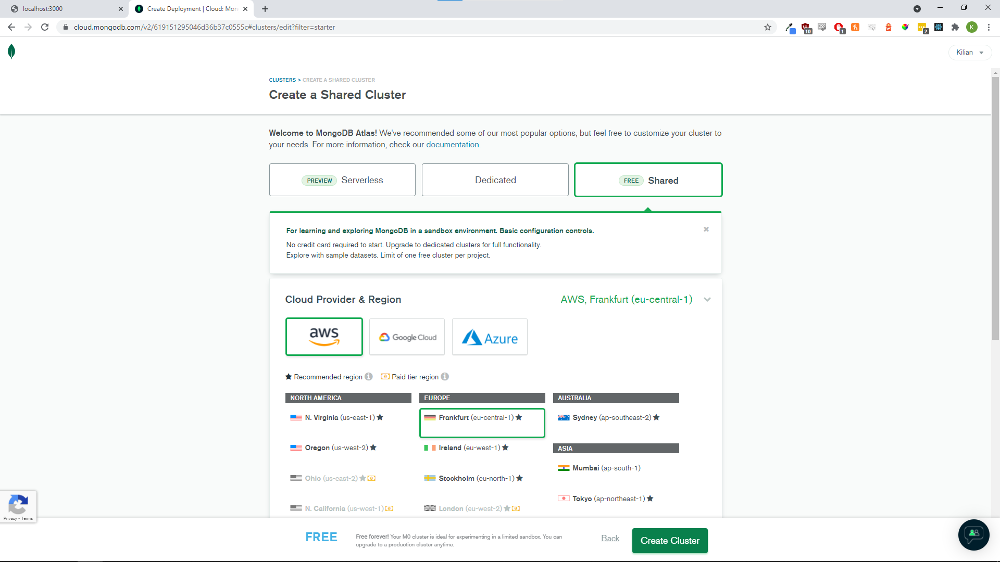 localhost:3000
Create Deployment | Cloud: Mon
cloud.mongodb.com/v2/619151295046d36b37c0555c#clusters/edit?filter=starter
10
1
2
K
Kilian
CLUSTERS > CREATE A SHARED CLUSTER
Create a Shared Cluster
Welcome to MongoDB Atlas! We've recommended some of our most popular options, but feel free to customize your cluster to
your needs. For more information, check our documentation.
PREVIEW Serverless
Dedicated
FREE Shared
For learning and exploring MongoDB in a sandbox environment. Basic configuration controls.
No credit card required to start. Upgrade to dedicated clusters for full functionality.
Explore with sample datasets. Limit of one free cluster per project.
Cloud Provider & Region
AWS, Frankfurt (eu-central-1)
aws
Google Cloud
Azure
Recommended region
Paid tier region
NORTH AMERICA
N. Virginia (us-east-1)
Oregon (us-west-2)
Ohio (us-east-2)
N. California (us-west-1)
EUROPE
Frankfurt (eu-central-1)
Ireland (eu-west-1)
Stockholm (eu-north-1)
London (eu-west-2)
AUSTRALIA
Sydney (ap-southeast-2)
ASIA
Mumbai (ap-south-1)
Tokyo (ap-northeast-1)
Privacy - Terms
FREE
Free forever! Your M0 cluster is ideal for experimenting in a limited sandbox. You can
upgrade to a production cluster anytime.
Back
Create Cluster